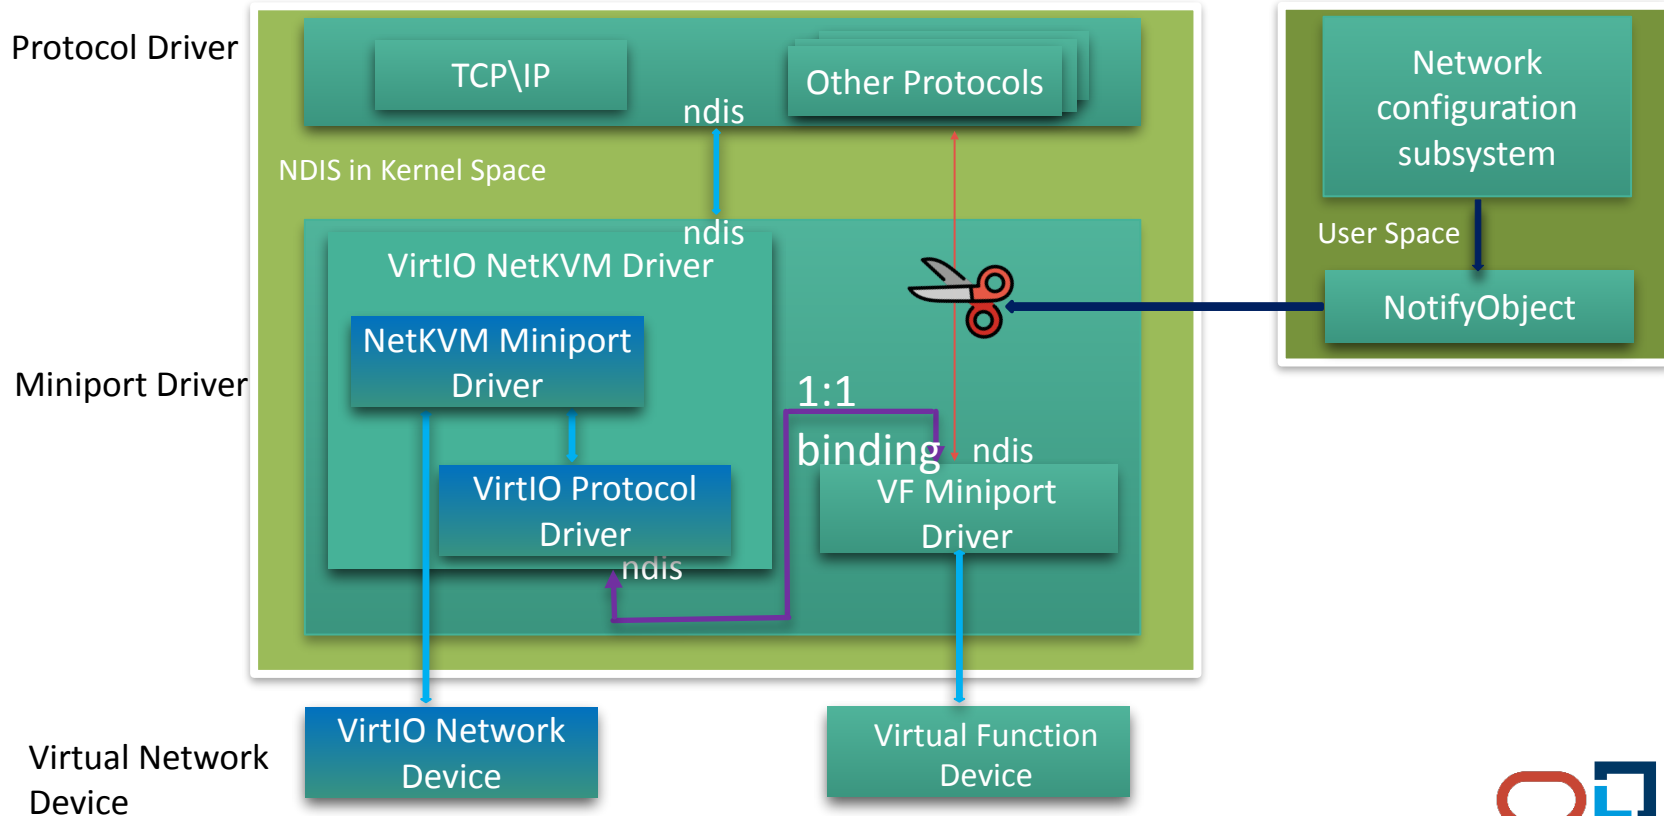 Protocol Driver
TCP\IP
Other Protocols
ndis
NDIS in Kernel Space
ndis
VirtIO NetKVM Driver
NetKVM Miniport
Driver
Miniport Driver
1:1
binding
ndis
VirtIO Protocol
Driver
VF Miniport
Driver
ndis
VirtIO Network
Device
Virtual Function
Device
Virtual Network
Device
Network
configuration
subsystem
User Space
NotifyObject